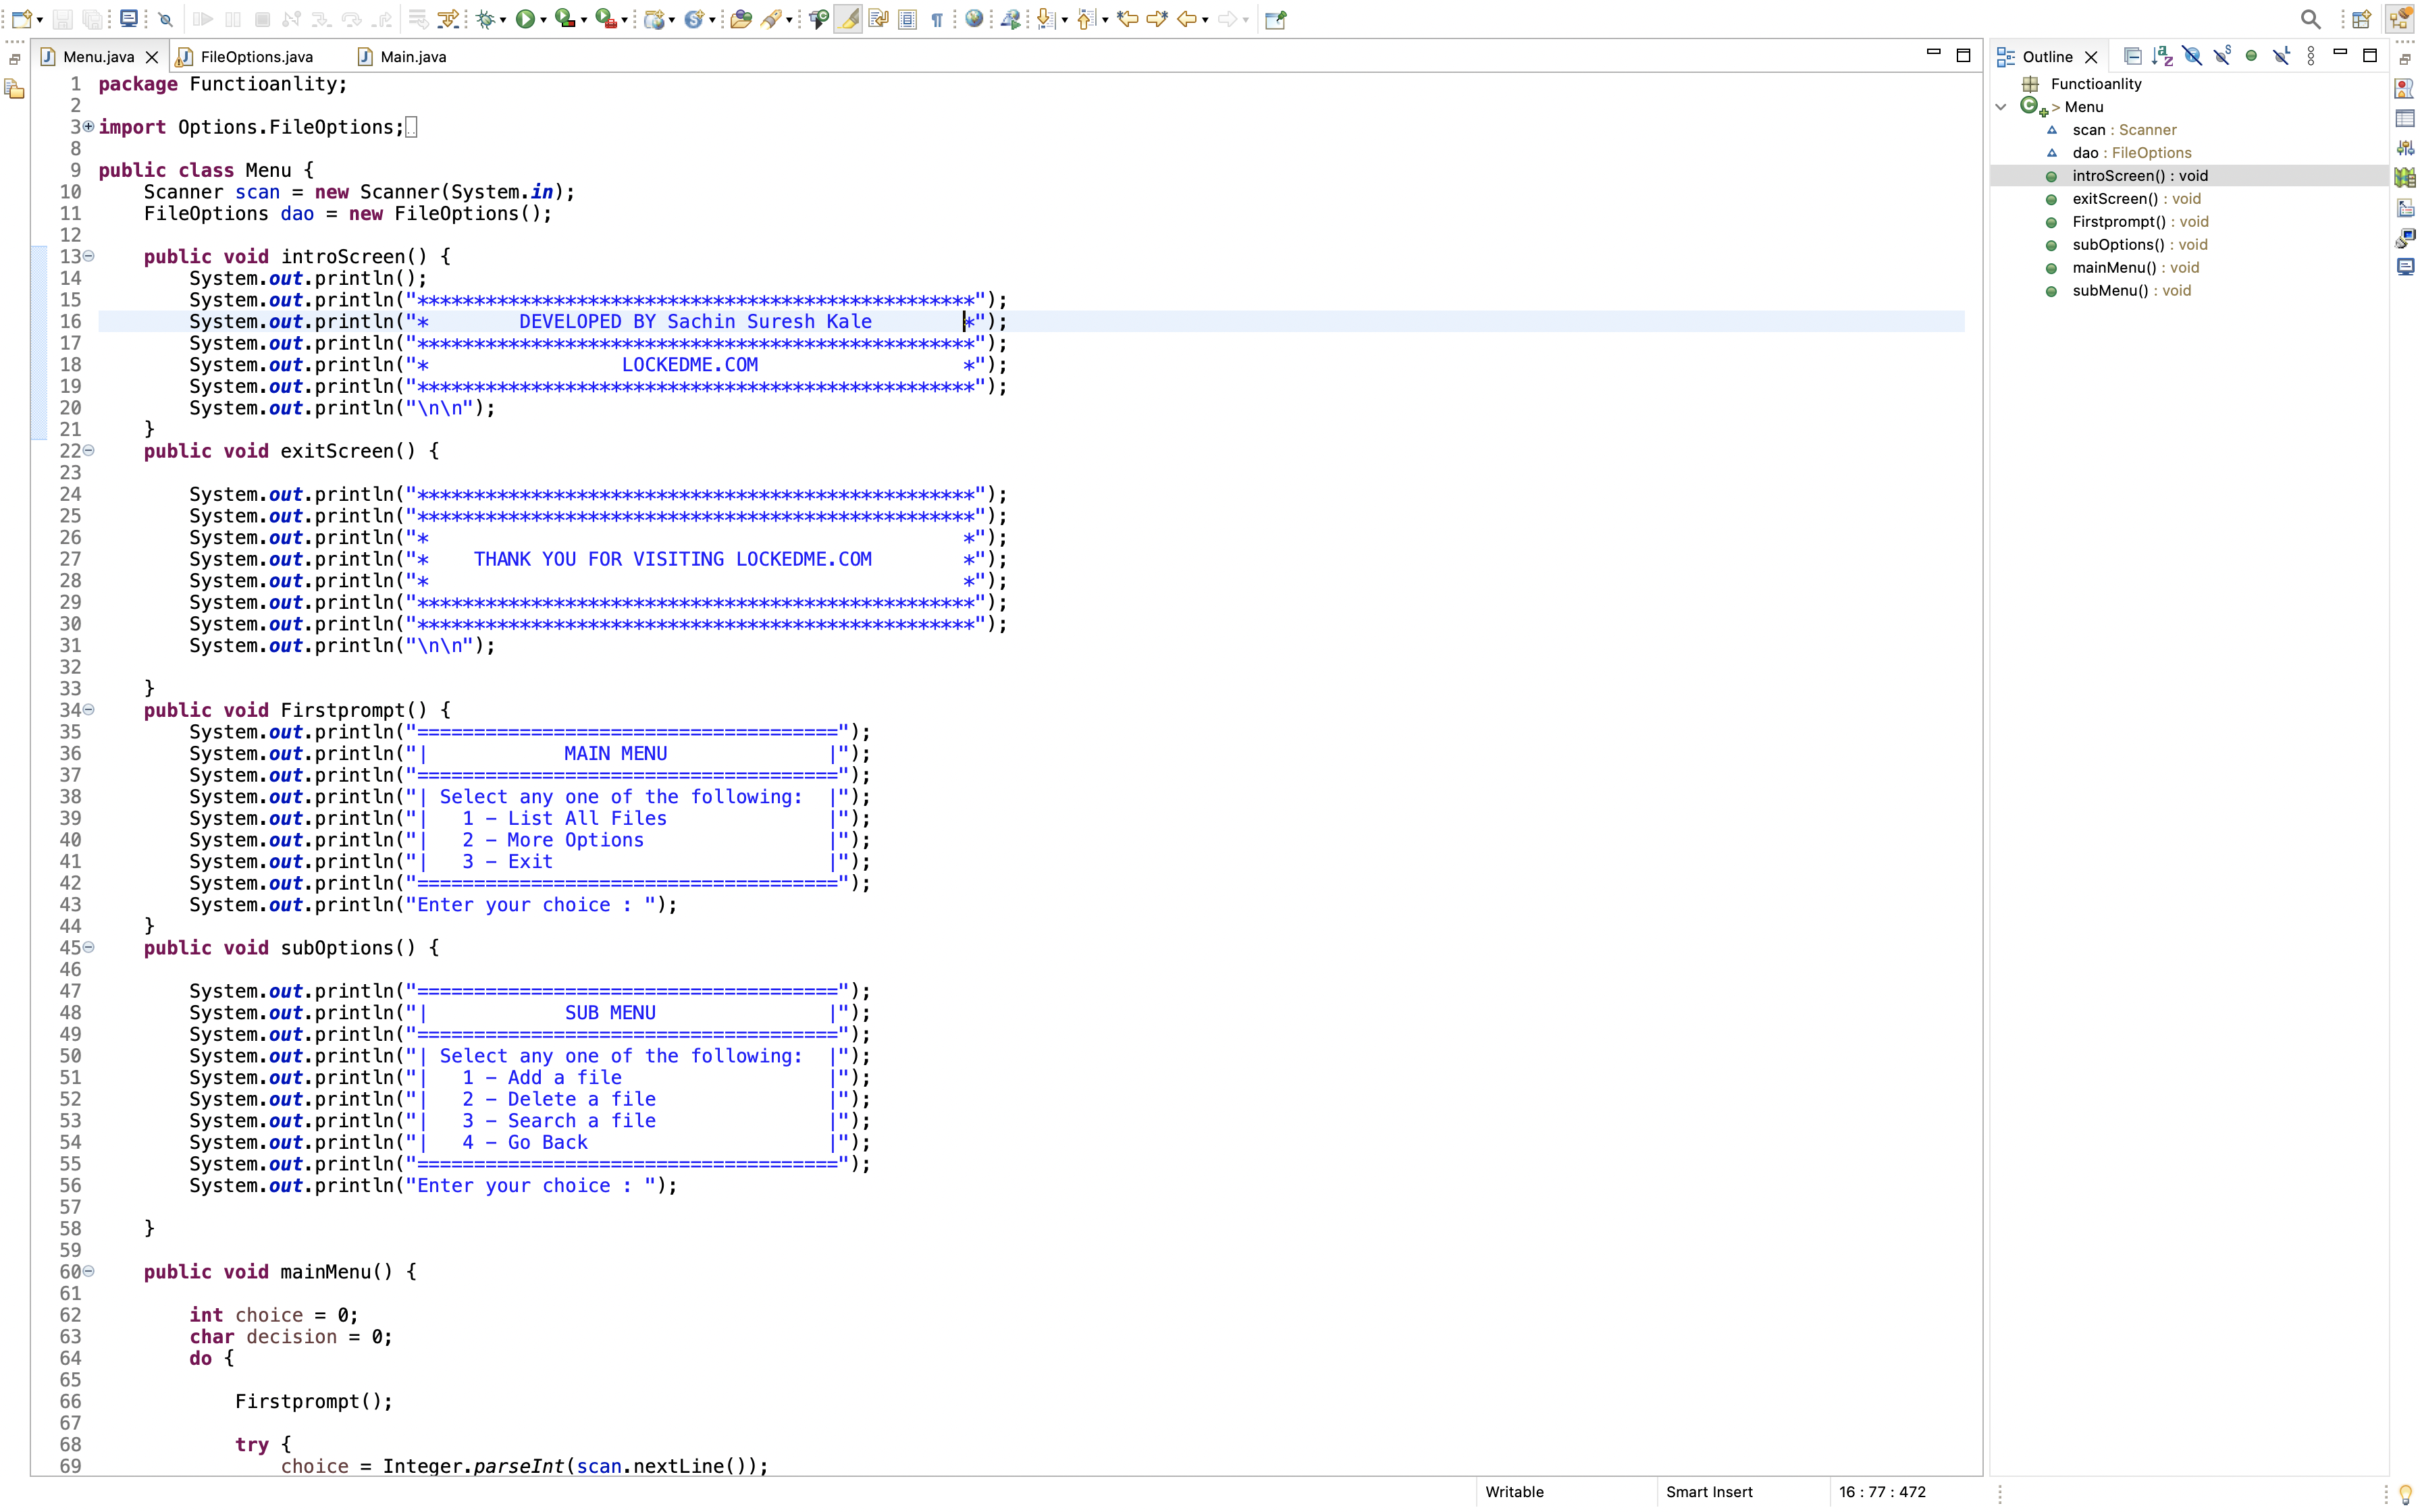 Menu.java
FileOptions.java
Main.java
1 package Functioanlity;
2
3 import Options.FileOptions;
8
9 public class Menu {
10     Scanner scan = new Scanner(System.in);
11     FileOptions dao = new FileOptions();
12
13     public void introScreen() {
14         System.out.println();
15         System.out.println("*************************************************");
16         System.out.println("*        DEVELOPED BY Sachin Suresh Kale        *");
17         System.out.println("*************************************************");
18         System.out.println("*                 LOCKEDME.COM                  *");
19         System.out.println("*************************************************");
20         System.out.println("\n\n");
21     }
22     public void exitScreen() {
23
24         System.out.println("*************************************************");
25         System.out.println("*************************************************");
26         System.out.println("*                                               *");
27         System.out.println("*    THANK YOU FOR VISITING LOCKEDME.COM        *");
28         System.out.println("*                                               *");
29         System.out.println("*************************************************");
30         System.out.println("*************************************************");
31         System.out.println("\n\n");
32
33     }
34     public void Firstprompt() {
35         System.out.println("=====================================");
36         System.out.println("|            MAIN MENU              |");
37         System.out.println("=====================================");
38         System.out.println("| Select any one of the following:  |");
39         System.out.println("|   1 - List All Files              |");
40         System.out.println("|   2 - More Options                |");
41         System.out.println("|   3 - Exit                        |");
42         System.out.println("=====================================");
43         System.out.println("Enter your choice : ");
44     }
45     public void subOptions() {
46
47         System.out.println("=====================================");
48         System.out.println("|            SUB MENU               |");
49         System.out.println("=====================================");
50         System.out.println("| Select any one of the following:  |");
51         System.out.println("|   1 - Add a file                  |");
52         System.out.println("|   2 - Delete a file               |");
53         System.out.println("|   3 - Search a file               |");
54         System.out.println("|   4 - Go Back                     |");
55         System.out.println("=====================================");
56         System.out.println("Enter your choice : ");
57
58     }
59
60     public void mainMenu() {
61
62         int choice = 0;
63         char decision = 0;
64         do {
65
66             Firstprompt();
67
68             try {
69                 choice = Integer.parseInt(scan.nextLine());
Outline
Functioanlity
> Menu
scan : Scanner
dao : FileOptions
introScreen() : void
exitScreen() : void
Firstprompt() : void
subOptions() : void
mainMenu() : void
subMenu() : void
Writable
Smart Insert
16 : 77 : 472